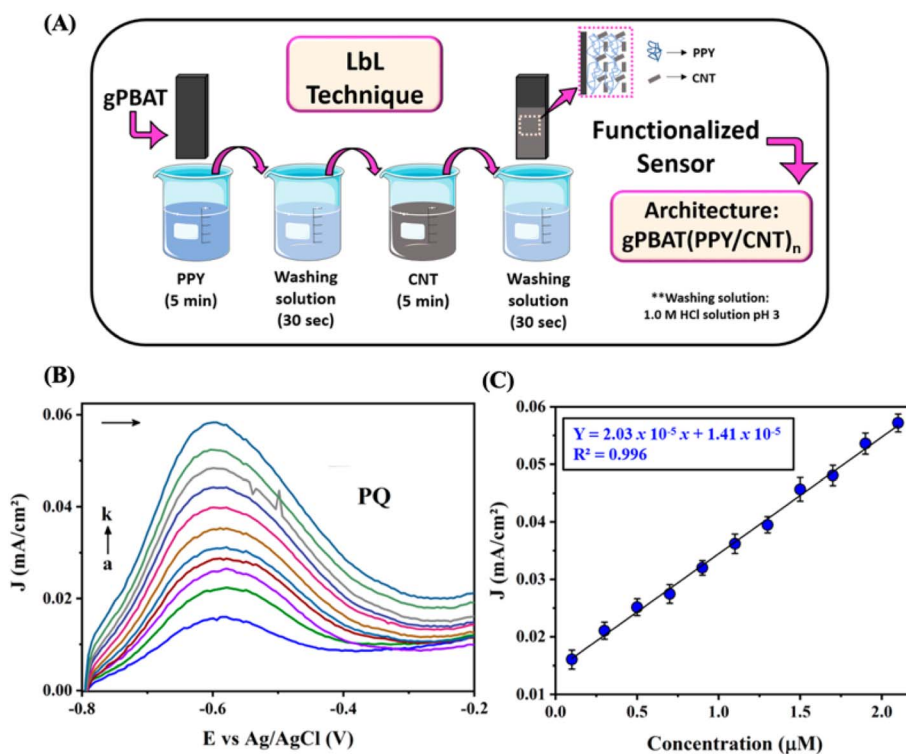 (A)
LbL
Technique
gPBAT
PPY
CNT
Functionalized
Sensor
Architecture:
gPBAT(PPY/CNT)n
PPY
(5 min)
Washing
solution
(30 sec)
CNT
(5 min)
Washing
solution
(30 sec)
**Washing solution:
1.0 M HCl solution pH 3
(B)
0.06
0.04
0.02
0.00
J (mA/cm²)
k
a
PQ
-0.8
-0.6
-0.4
-0.2
E vs Ag/AgCl (V)
(C)
0.06
0.05
0.04
0.03
0.02
0.01
J (mA/cm²)
Y = 2.03 x 10⁻⁵ x + 1.41 x 10⁻⁵
R² = 0.996
0.0
0.5
1.0
1.5
2.0
Concentration (µM)